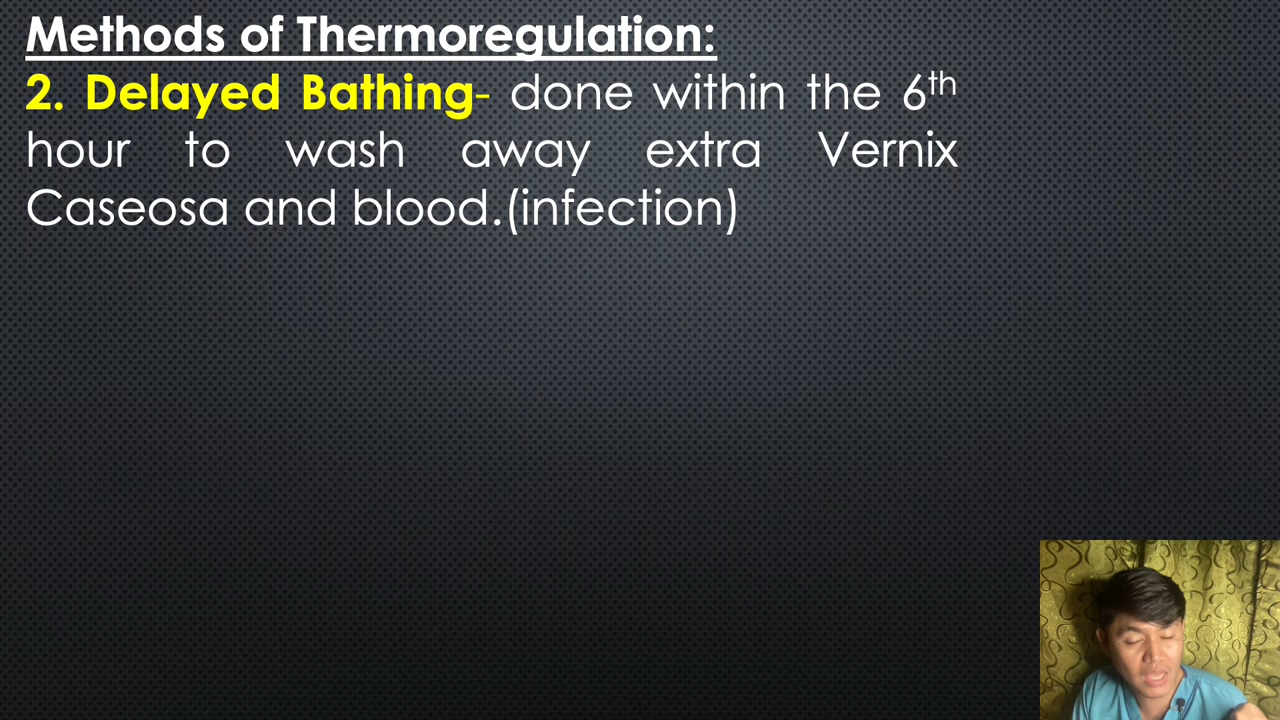 Methods of Thermoregulation:
2. Delayed Bathing- done within the 6th
hour to wash away extra Vernix
Caseosa and blood.(infection)